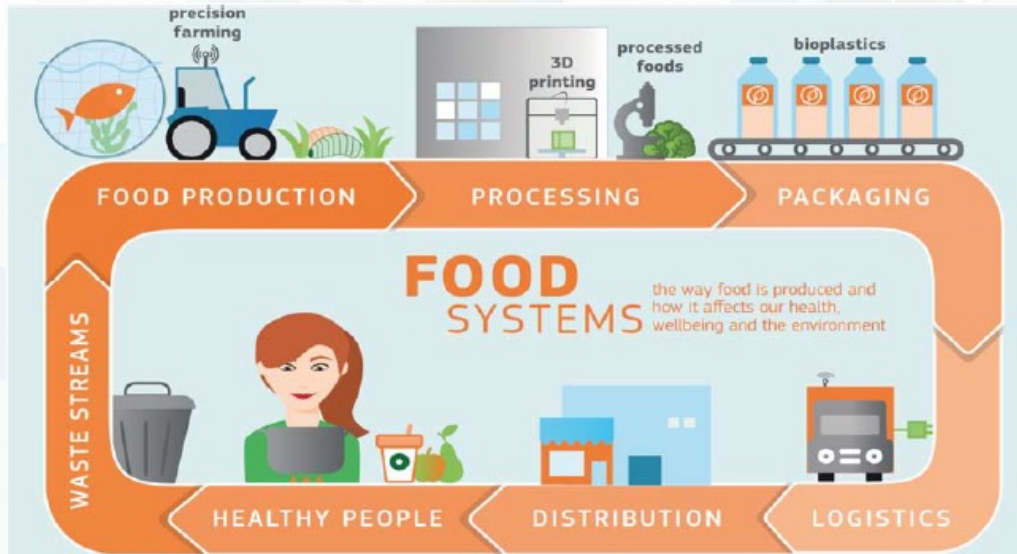 precision
farming
3D
printing
processed
foods
bioplastics
FOOD PRODUCTION
PROCESSING
PACKAGING
FOOD
SYSTEMS
the way food is produced and
how it affects our health,
wellbeing and the environment
WASTE STREAMS
HEALTHY PEOPLE
DISTRIBUTION
LOGISTICS